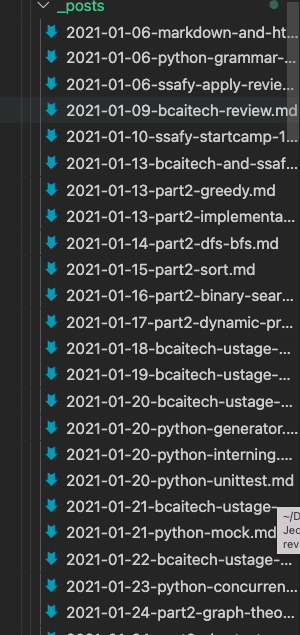 _posts
2021-01-06-markdown-and-ht...
2021-01-06-python-grammar-...
2021-01-06-ssafy-apply-revie...
2021-01-09-bcaitech-review.md
2021-01-10-ssafy-startcamp-1...
2021-01-13-bcaitech-and-ssaf...
2021-01-13-part2-greedy.md
2021-01-13-part2-implementa...
2021-01-14-part2-dfs-bfs.md
2021-01-15-part2-sort.md
2021-01-16-part2-binary-sear...
2021-01-17-part2-dynamic-pr...
2021-01-18-bcaitech-ustage-...
2021-01-19-bcaitech-ustage-...
2021-01-20-bcaitech-ustage-...
2021-01-20-python-generator....
2021-01-20-python-interning....
2021-01-20-python-unittest.md
2021-01-21-bcaitech-ustage-
~/D
Jec
rev
2021-01-21-python-mock.md
2021-01-22-bcaitech-ustage-...
2021-01-23-python-concurren...
2021-01-24-part2-graph-theo...